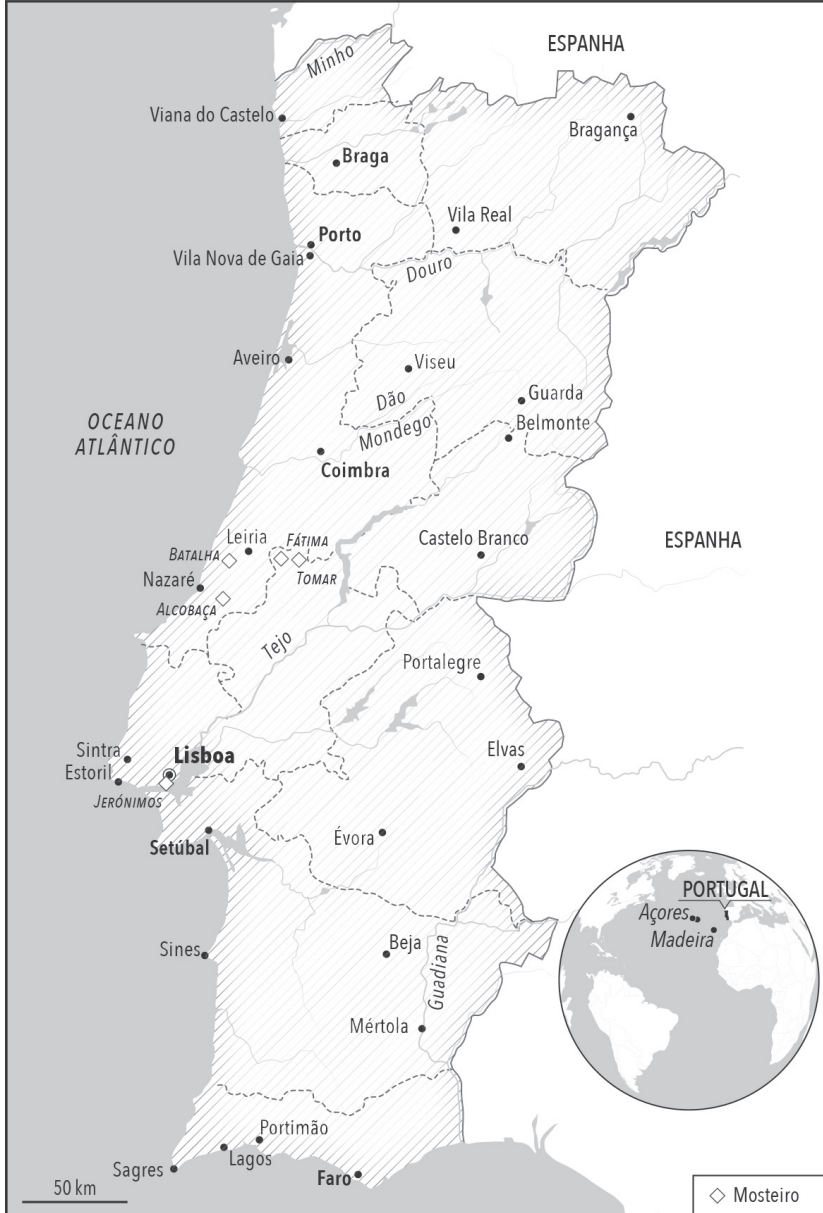 Minho
ESPANHA
Viana do Castelo
Bragança
Braga
Vila Real
Porto
Vila Nova de Gaia
Douro
Aveiro
Viseu
Dão
Guarda
OCEANO
ATLÂNTICO
Mondego
Belmonte
Coimbra
Leiria
FÁTIMA
Castelo Branco
ESPANHA
BATALHA
Nazaré
TOMAR
ALCOBAÇA
Tejo
Portalegre
Sintra
Lisboa
Elvas
Estoril
JERÓNIMOS
Setúbal
Évora
PORTUGAL
Açores
Madeira
Sines
Beja
Guadiana
Mértola
Portimão
Lagos
Sagres
Faro
50 km
Mosteiro